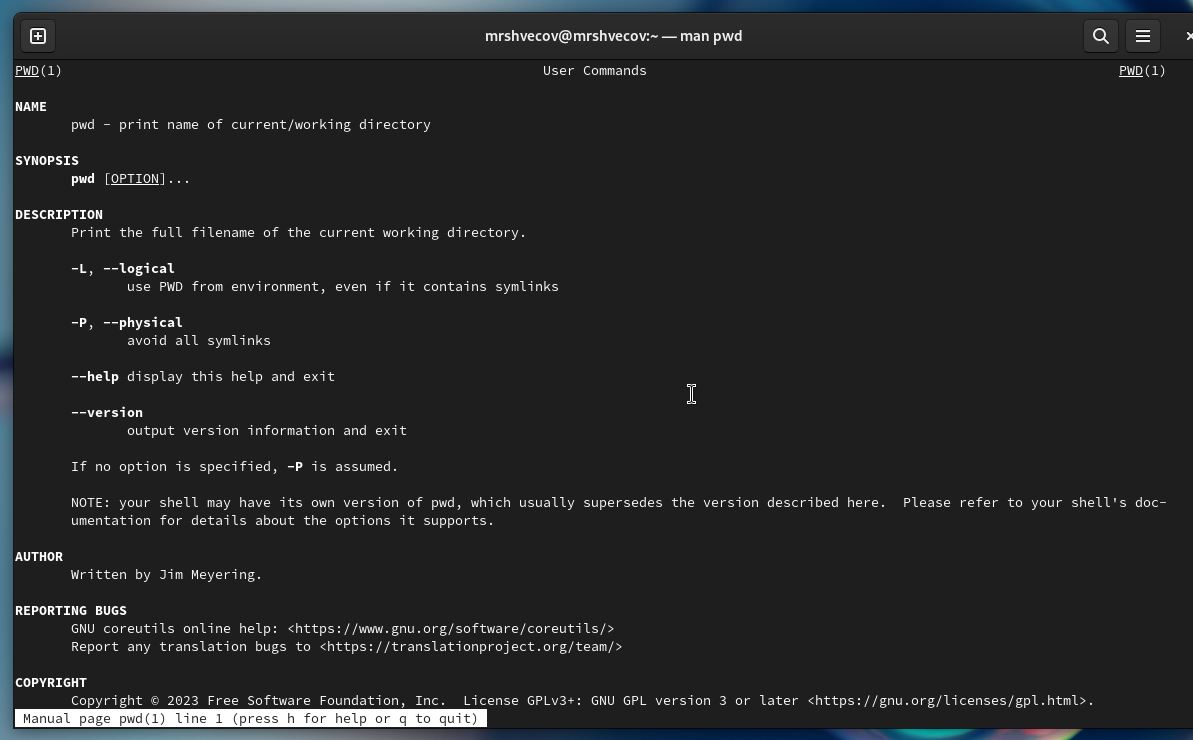 mrshvecov@mrshvecov:~ — man pwd
PWD(1) User Commands PWD(1)
NAME
pwd - print name of current/working directory
SYNOPSIS
pwd [OPTION]...
DESCRIPTION
Print the full filename of the current working directory.
-L, --logical
use PWD from environment, even if it contains symlinks
-P, --physical
avoid all symlinks
--help display this help and exit
--version
output version information and exit
If no option is specified, -P is assumed.
NOTE: your shell may have its own version of pwd, which usually supersedes the version described here.  Please refer to your shell's doc-
umentation for details about the options it supports.
AUTHOR
Written by Jim Meyering.
REPORTING BUGS
GNU coreutils online help: <https://www.gnu.org/software/coreutils/>
Report any translation bugs to <https://translationproject.org/team/>
COPYRIGHT
Copyright © 2023 Free Software Foundation, Inc.  License GPLv3+: GNU GPL version 3 or later <https://gnu.org/licenses/gpl.html>.
Manual page pwd(1) line 1 (press h for help or q to quit)